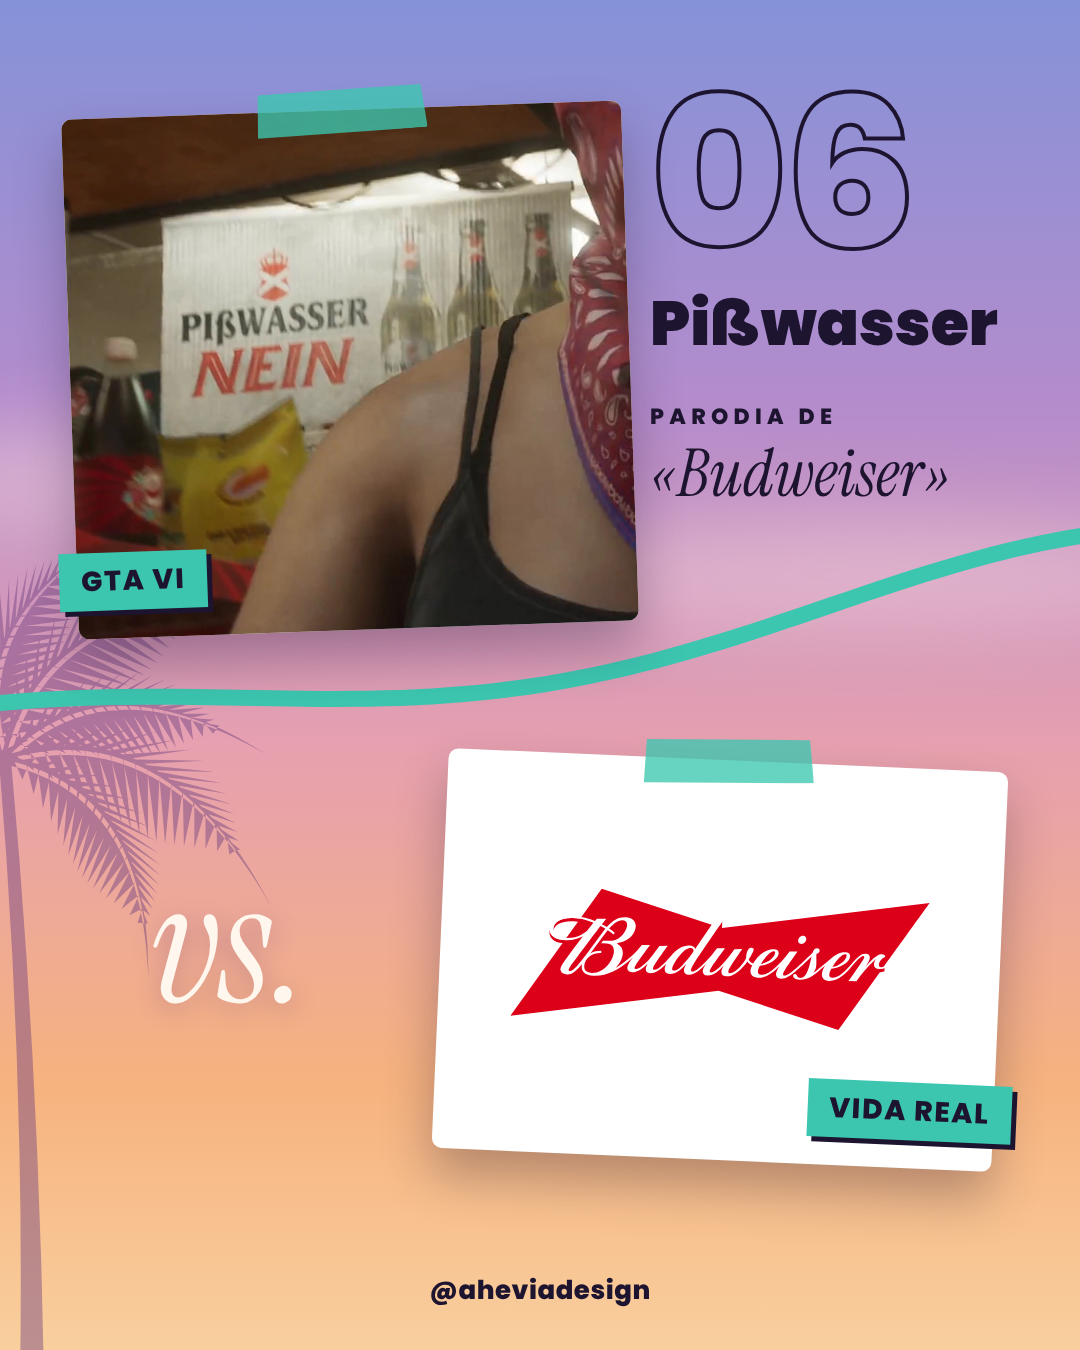 06
Pißwasser
PARODIA DE
«Budweiser»
PIßWASSER
NEIN
GTA VI
vs.
Budweiser
VIDA REAL
@aheviadesign